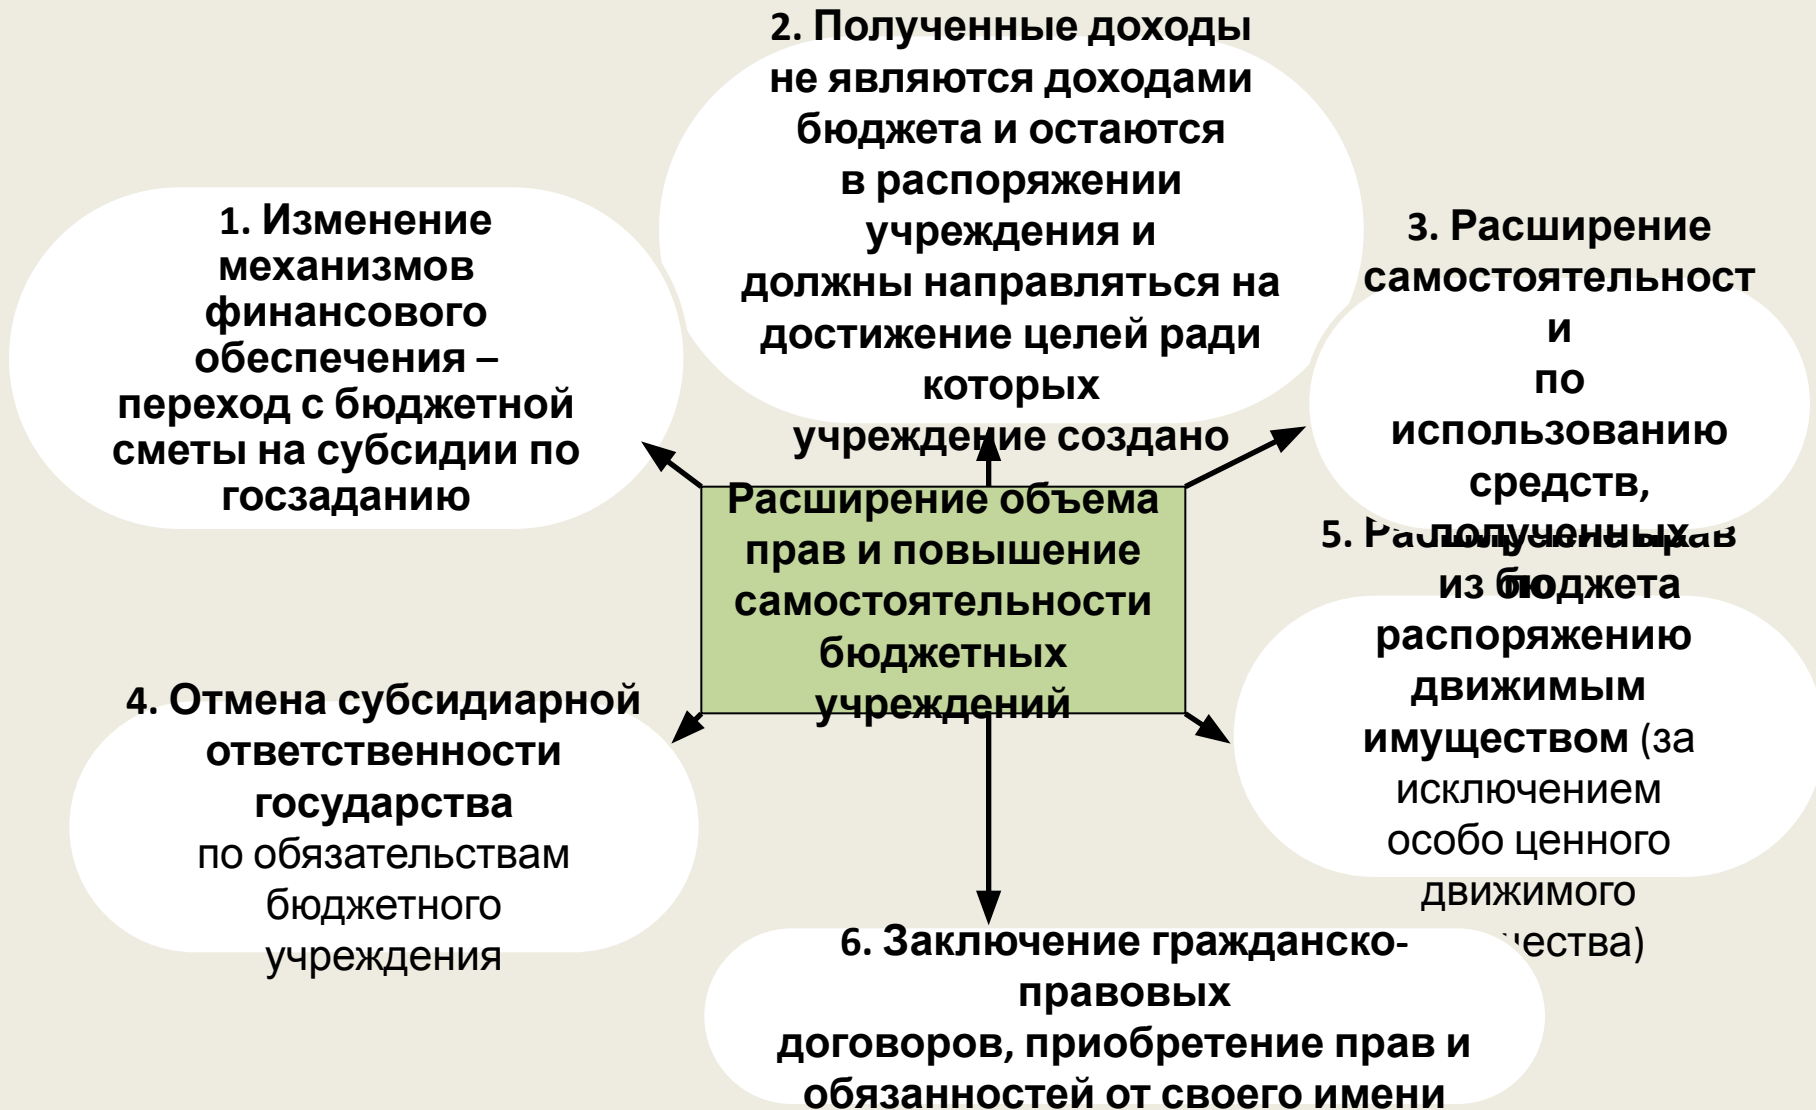 2. Полученные доходы
не являются доходами
бюджета и остаются
в распоряжении
учреждения и
должны направляться на
достижение целей ради
которых
учреждение создано
1. Изменение
механизмов
финансового
обеспечения –
переход с бюджетной
сметы на субсидии по
госзаданию
3. Расширение
самостоятельност
и
по
использованию
средств,
полученных
из бюджета
Расширение объема
прав и повышение
самостоятельности
бюджетных
учреждений
4. Отмена субсидиарной
ответственности
государства
по обязательствам
бюджетного
учреждения
5.
по
распоряжению
движимым
имуществом (за
исключением
особо ценного
движимого
6. Заключение гражданско-
правовых
договоров, приобретение прав и
обязанностей от своего имени